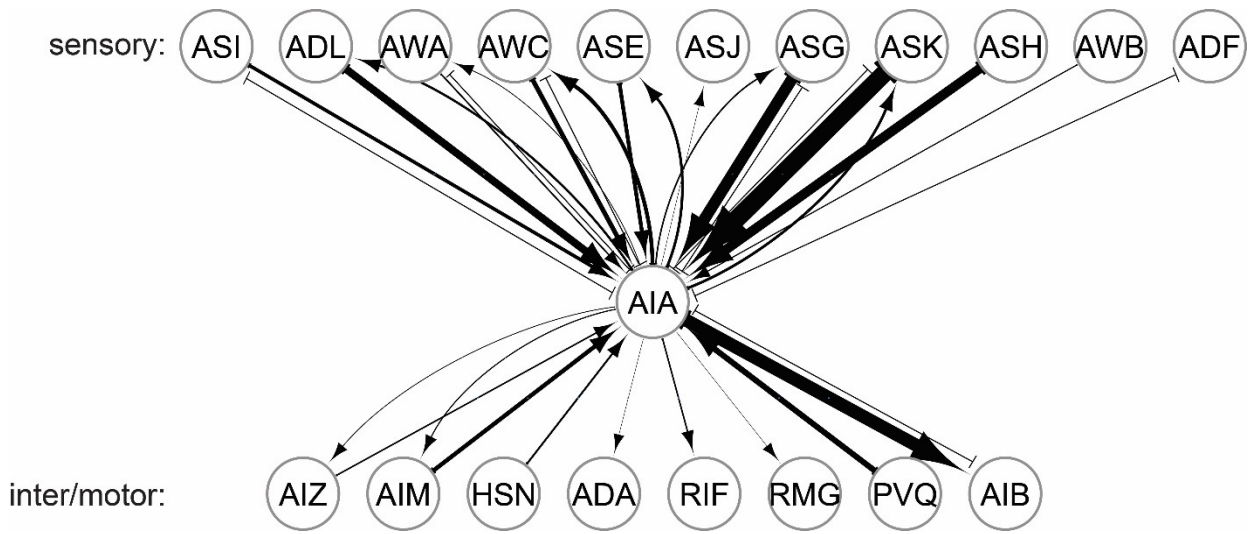 sensory: ASI ADL AWA AWC ASE ASJ ASG ASK ASH AWB ADF
AIA
inter/motor: AIZ AIM HSN ADA RIF RMG PVQ AIB